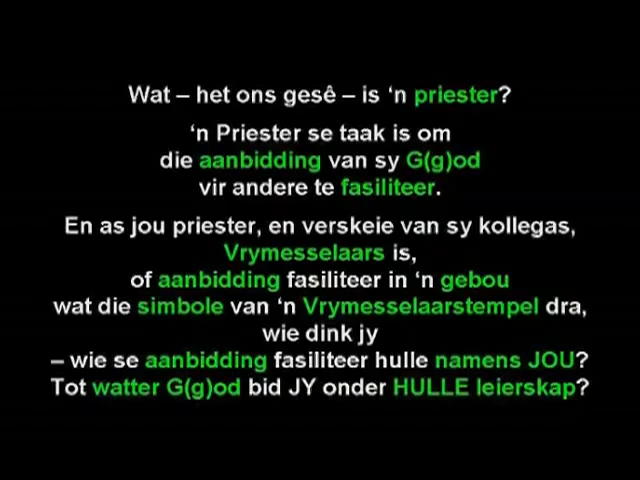 Wat – het ons gesê – is ‘n priester?
‘n Priester se taak is om
die aanbidding van sy G(g)od
vir andere te fasiliteer.
En as jou priester, en verskeie van sy kollegas,
Vrymesselaars is,
of aanbidding fasiliteer in ‘n gebou
wat die simbole van ‘n Vrymesselaarstempel dra,
wie dink jy
– wie se aanbidding fasiliteer hulle namens JOU?
Tot watter G(g)od bid JY onder HULLE leierskap?